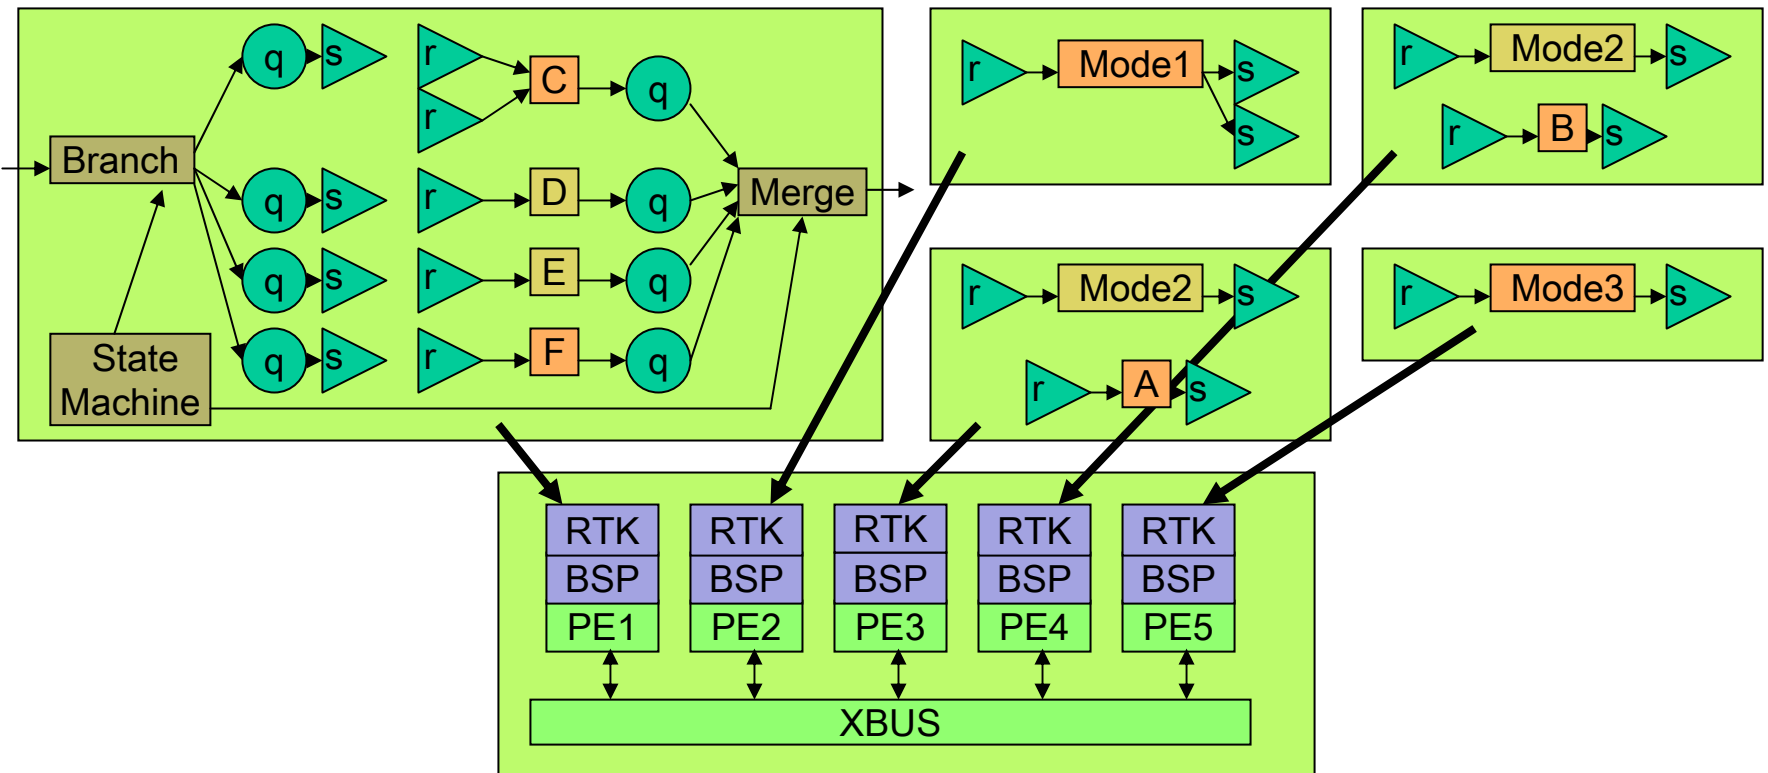 q s r C q
r
Branch
q s r D q Merge
q s r E q
State
Machine
q s r F q
r Mode1 s
s
r Mode2 s
r B s
r Mode2 s
r A s
r Mode3 s
RTK RTK RTK RTK RTK
BSP BSP BSP BSP BSP
PE1 PE2 PE3 PE4 PE5
XBUS